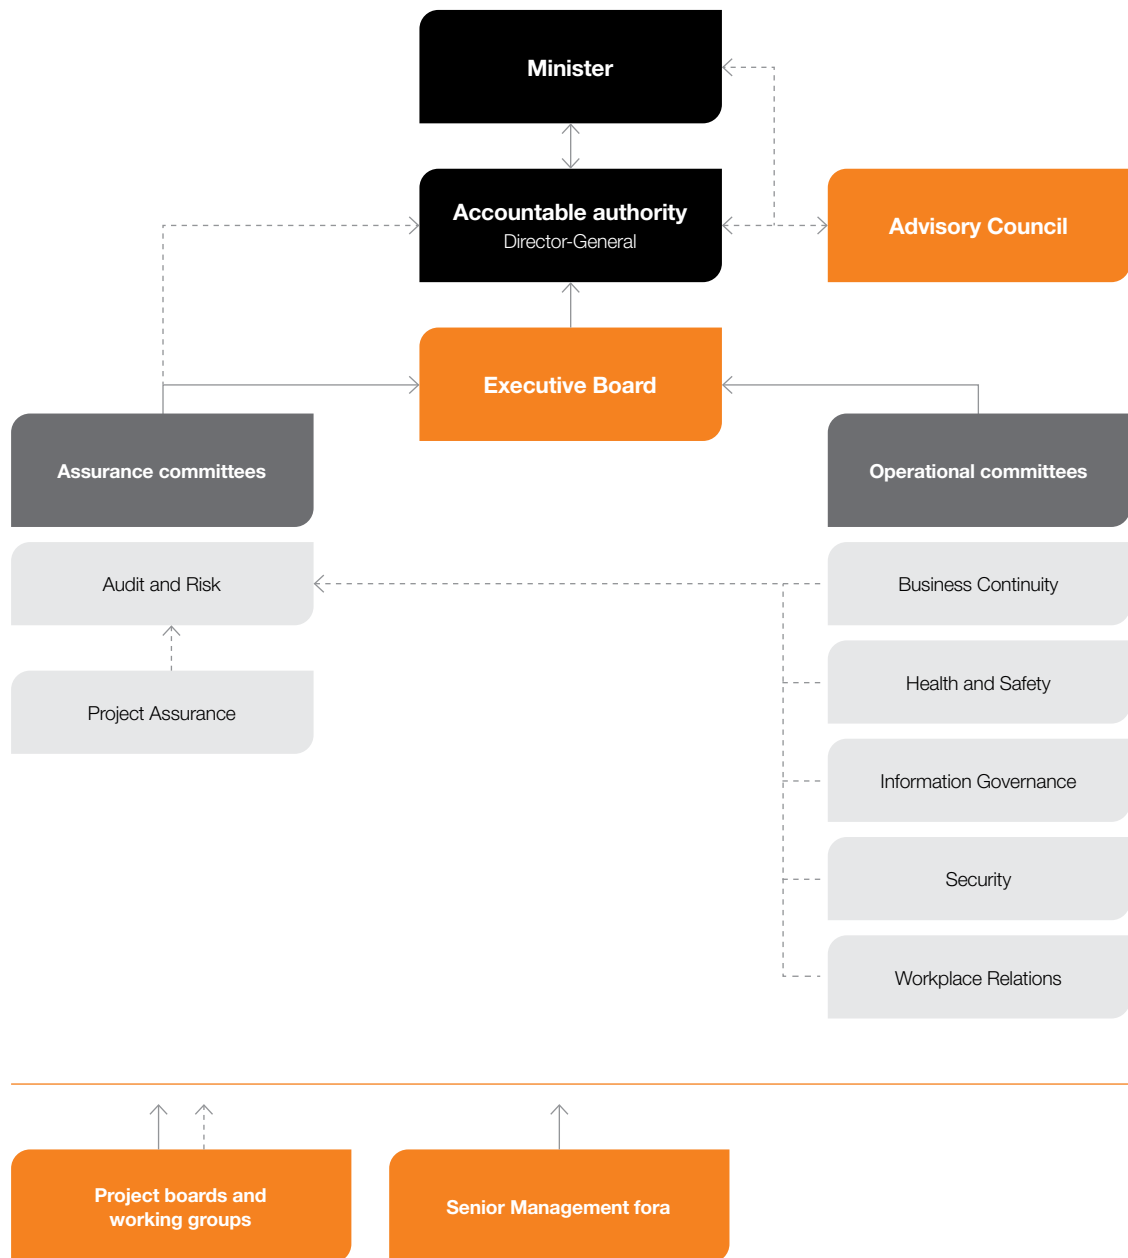 Minister
Accountable authority
Director-General
Advisory Council
Executive Board
Assurance committees
Operational committees
Audit and Risk
Business Continuity
Project Assurance
Health and Safety
Information Governance
Security
Workplace Relations
Project boards and
working groups
Senior Management fora